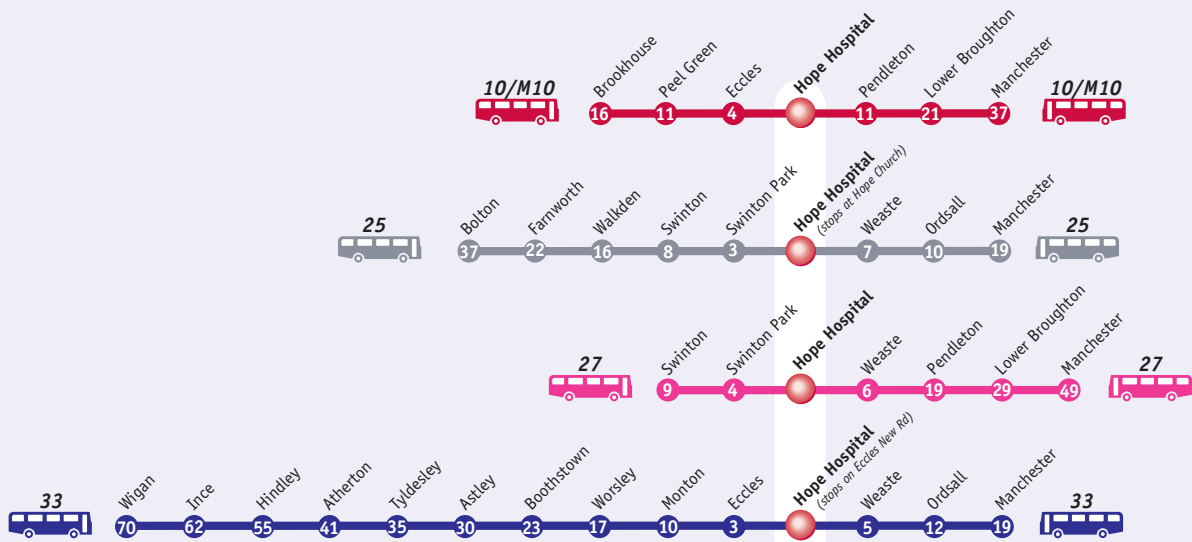 10/M10
Brookhouse
Peel Green
Eccles
Hope Hospital
Pendleton
Lower Broughton
Manchester
10/M10
16
11
4
11
21
37
25
Bolton
Farnworth
Walkden
Swinton
Swinton Park
Hope Hospital
(stops at Hope Church)
Weaste
Ordsall
Manchester
25
37
22
16
8
3
7
10
19
27
Swinton
Swinton Park
Hope Hospital
Weaste
Pendleton
Lower Broughton
Manchester
27
9
4
6
19
29
49
33
Wigan
Ince
Hindley
Atherton
Tyldesley
Astley
Boothstown
Worsley
Monton
Eccles
Hope Hospital
(stops on Eccles New Rd)
Weaste
Ordsall
Manchester
33
70
62
55
41
35
30
23
17
10
3
5
12
19